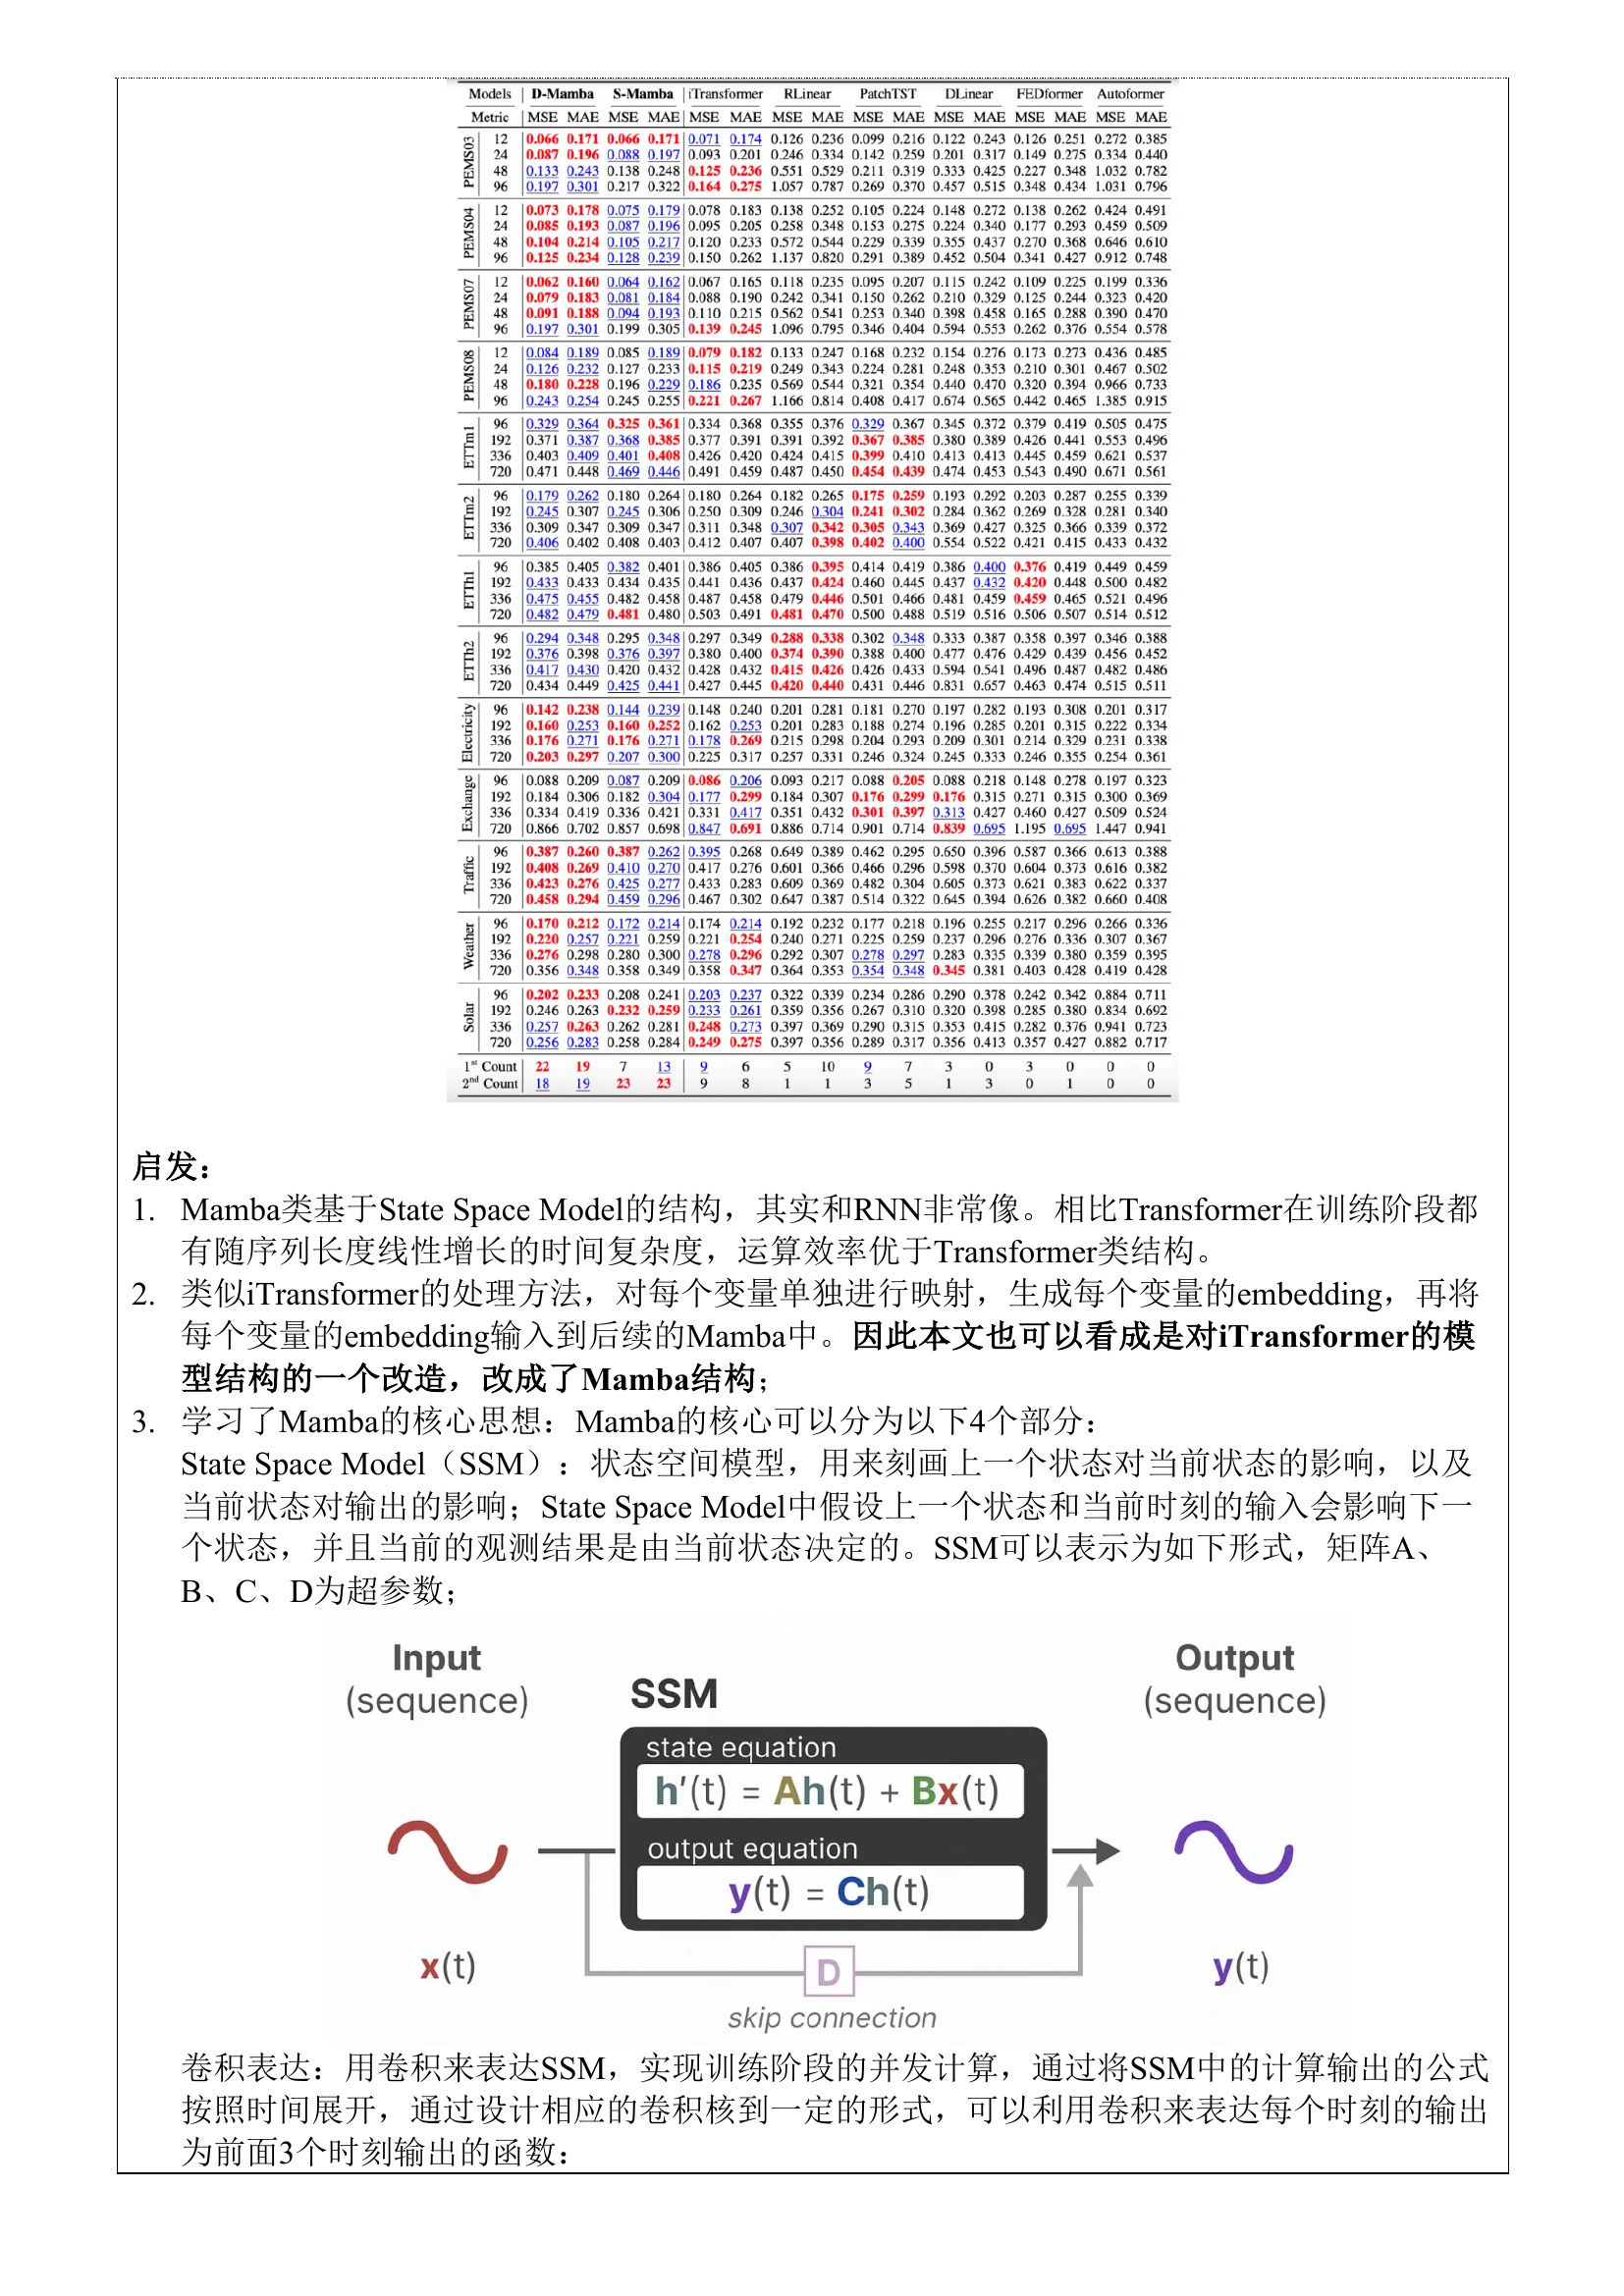 Models D-Mamba S-Mamba iTransformer RLinear PatchTST DLinear FEDformer Autoformer
Metric MSE MAE MSE MAE MSE MAE MSE MAE MSE MAE MSE MAE MSE MAE MSE MAE
PEMS03
12 0.066 0.171 0.066 0.171 0.071 0.174 0.126 0.236 0.099 0.216 0.122 0.243 0.126 0.251 0.272 0.385
24 0.087 0.196 0.088 0.197 0.093 0.201 0.246 0.334 0.142 0.259 0.201 0.317 0.149 0.275 0.334 0.440
48 0.133 0.243 0.138 0.248 0.125 0.236 0.551 0.529 0.211 0.319 0.333 0.425 0.227 0.348 1.032 0.782
96 0.197 0.301 0.217 0.322 0.164 0.275 1.057 0.787 0.269 0.370 0.457 0.515 0.348 0.434 1.031 0.796
PEMS04
12 0.073 0.178 0.075 0.179 0.078 0.183 0.138 0.252 0.105 0.224 0.148 0.272 0.138 0.262 0.424 0.491
24 0.085 0.193 0.087 0.196 0.095 0.205 0.258 0.348 0.153 0.275 0.224 0.340 0.177 0.293 0.459 0.509
48 0.104 0.214 0.105 0.217 0.120 0.233 0.572 0.544 0.229 0.339 0.355 0.437 0.270 0.368 0.646 0.610
96 0.125 0.234 0.128 0.239 0.150 0.262 1.137 0.820 0.291 0.389 0.452 0.504 0.341 0.427 0.912 0.748
PEMS07
12 0.062 0.160 0.064 0.162 0.067 0.165 0.118 0.235 0.095 0.207 0.115 0.242 0.109 0.225 0.199 0.336
24 0.079 0.183 0.081 0.184 0.088 0.190 0.242 0.341 0.150 0.262 0.210 0.329 0.125 0.244 0.323 0.420
48 0.091 0.188 0.094 0.193 0.110 0.215 0.562 0.541 0.253 0.340 0.398 0.458 0.165 0.288 0.390 0.470
96 0.197 0.301 0.199 0.305 0.139 0.245 1.096 0.795 0.346 0.404 0.594 0.553 0.262 0.376 0.554 0.578
PEMS08
12 0.084 0.189 0.085 0.189 0.079 0.182 0.133 0.247 0.168 0.232 0.154 0.276 0.173 0.273 0.436 0.485
24 0.126 0.232 0.127 0.233 0.115 0.219 0.249 0.343 0.224 0.281 0.248 0.353 0.210 0.301 0.467 0.502
48 0.180 0.228 0.196 0.229 0.186 0.235 0.569 0.544 0.321 0.354 0.440 0.470 0.320 0.394 0.966 0.733
96 0.243 0.254 0.245 0.255 0.221 0.267 1.166 0.814 0.408 0.417 0.674 0.565 0.442 0.465 1.385 0.915
ETTm1
96 0.329 0.364 0.325 0.361 0.334 0.368 0.355 0.376 0.329 0.367 0.345 0.372 0.379 0.419 0.505 0.475
192 0.371 0.387 0.368 0.385 0.377 0.391 0.391 0.392 0.367 0.385 0.380 0.389 0.426 0.441 0.553 0.496
336 0.403 0.409 0.401 0.408 0.426 0.420 0.424 0.415 0.399 0.410 0.413 0.413 0.445 0.459 0.621 0.537
720 0.471 0.448 0.469 0.446 0.491 0.459 0.487 0.450 0.454 0.439 0.474 0.453 0.543 0.490 0.671 0.561
ETTm2
96 0.179 0.262 0.180 0.264 0.180 0.264 0.182 0.265 0.175 0.259 0.193 0.292 0.203 0.287 0.255 0.339
192 0.245 0.307 0.245 0.306 0.250 0.309 0.246 0.304 0.241 0.302 0.284 0.362 0.269 0.328 0.281 0.340
336 0.309 0.347 0.309 0.347 0.311 0.348 0.307 0.342 0.305 0.343 0.369 0.427 0.325 0.366 0.339 0.372
720 0.406 0.402 0.408 0.403 0.412 0.407 0.407 0.398 0.402 0.400 0.554 0.522 0.421 0.415 0.433 0.432
ETTh1
96 0.385 0.405 0.382 0.401 0.386 0.405 0.386 0.395 0.414 0.419 0.386 0.400 0.376 0.419 0.449 0.459
192 0.433 0.433 0.434 0.435 0.441 0.436 0.437 0.424 0.460 0.445 0.437 0.432 0.420 0.448 0.500 0.482
336 0.475 0.455 0.482 0.458 0.487 0.458 0.479 0.446 0.501 0.466 0.481 0.459 0.459 0.465 0.521 0.496
720 0.482 0.479 0.481 0.480 0.503 0.491 0.481 0.470 0.500 0.488 0.519 0.516 0.506 0.507 0.514 0.512
ETTh2
96 0.294 0.348 0.295 0.348 0.297 0.349 0.288 0.338 0.302 0.348 0.333 0.387 0.358 0.397 0.346 0.388
192 0.376 0.398 0.376 0.397 0.380 0.400 0.374 0.390 0.388 0.400 0.477 0.476 0.429 0.439 0.456 0.452
336 0.417 0.430 0.420 0.432 0.428 0.432 0.415 0.426 0.426 0.433 0.594 0.541 0.496 0.487 0.482 0.486
720 0.434 0.449 0.425 0.441 0.427 0.445 0.420 0.440 0.431 0.446 0.831 0.657 0.463 0.474 0.515 0.511
Electricity
96 0.142 0.238 0.144 0.239 0.148 0.240 0.201 0.281 0.181 0.270 0.197 0.282 0.193 0.308 0.201 0.317
192 0.160 0.253 0.160 0.252 0.162 0.253 0.201 0.283 0.188 0.274 0.196 0.285 0.201 0.315 0.222 0.334
336 0.176 0.271 0.176 0.271 0.178 0.269 0.215 0.298 0.204 0.293 0.209 0.301 0.214 0.329 0.231 0.338
720 0.203 0.297 0.207 0.300 0.225 0.317 0.257 0.331 0.246 0.324 0.245 0.333 0.246 0.355 0.254 0.361
Exchange
96 0.088 0.209 0.087 0.209 0.086 0.206 0.093 0.217 0.088 0.205 0.088 0.218 0.148 0.278 0.197 0.323
192 0.184 0.306 0.182 0.304 0.177 0.299 0.184 0.307 0.176 0.299 0.176 0.315 0.271 0.315 0.300 0.369
336 0.334 0.419 0.336 0.421 0.331 0.417 0.351 0.432 0.301 0.397 0.313 0.427 0.460 0.427 0.509 0.524
720 0.866 0.702 0.857 0.698 0.847 0.691 0.886 0.714 0.901 0.714 0.839 0.695 1.195 0.695 1.447 0.941
Traffic
96 0.387 0.260 0.387 0.262 0.395 0.268 0.649 0.389 0.462 0.295 0.650 0.396 0.587 0.366 0.613 0.388
192 0.408 0.269 0.410 0.270 0.417 0.276 0.601 0.366 0.466 0.296 0.598 0.370 0.604 0.373 0.616 0.382
336 0.423 0.276 0.425 0.277 0.433 0.283 0.609 0.369 0.482 0.304 0.605 0.373 0.621 0.383 0.622 0.337
720 0.458 0.294 0.459 0.296 0.467 0.302 0.647 0.387 0.514 0.322 0.645 0.394 0.626 0.382 0.660 0.408
Weather
96 0.170 0.212 0.172 0.214 0.174 0.214 0.192 0.232 0.177 0.218 0.196 0.255 0.217 0.296 0.266 0.336
192 0.220 0.257 0.221 0.259 0.221 0.254 0.240 0.271 0.225 0.259 0.237 0.296 0.276 0.336 0.307 0.367
336 0.276 0.298 0.280 0.300 0.278 0.296 0.292 0.307 0.278 0.297 0.283 0.335 0.339 0.380 0.359 0.395
720 0.356 0.348 0.358 0.349 0.358 0.347 0.364 0.353 0.354 0.348 0.345 0.381 0.403 0.428 0.419 0.428
Solar
96 0.202 0.233 0.208 0.241 0.203 0.237 0.322 0.339 0.234 0.286 0.290 0.378 0.242 0.342 0.884 0.711
192 0.246 0.263 0.232 0.259 0.233 0.261 0.359 0.356 0.267 0.310 0.320 0.398 0.285 0.380 0.834 0.692
336 0.257 0.263 0.262 0.281 0.248 0.273 0.397 0.369 0.290 0.315 0.353 0.415 0.282 0.376 0.941 0.723
720 0.256 0.283 0.258 0.284 0.249 0.275 0.397 0.356 0.289 0.317 0.356 0.413 0.357 0.427 0.882 0.717
1st Count 22 19 7 13 9 6 5 10 9 7 3 0 3 0 0 0
2nd Count 18 19 23 23 9 8 1 1 3 5 1 3 0 1 0 0
启发：
1. Mamba类基于State Space Model的结构，其实和RNN非常像。相比Transformer在训练阶段都
有随序列长度线性增长的时间复杂度，运算效率优于Transformer类结构。
2. 类似iTransformer的处理方法，对每个变量单独进行映射，生成每个变量的embedding，再将
每个变量的embedding输入到后续的Mamba中。因此本文也可以看成是对iTransformer的模
型结构的一个改造，改成了Mamba结构；
3. 学习了Mamba的核心思想：Mamba的核心可以分为以下4个部分：
State Space Model（SSM）：状态空间模型，用来刻画上一个状态对当前状态的影响，以及
当前状态对输出的影响；State Space Model中假设上一个状态和当前时刻的输入会影响下一
个状态，并且当前的观测结果是由当前状态决定的。SSM可以表示为如下形式，矩阵A、
B、C、D为超参数；
Input
(sequence)
SSM
Output
(sequence)
state equation
h′(t) = Ah(t) + Bx(t)
output equation
y(t) = Ch(t)
x(t)
D
y(t)
skip connection
卷积表达：用卷积来表达SSM，实现训练阶段的并发计算，通过将SSM中的计算输出的公式
按照时间展开，通过设计相应的卷积核到一定的形式，可以利用卷积来表达每个时刻的输出
为前面3个时刻输出的函数：